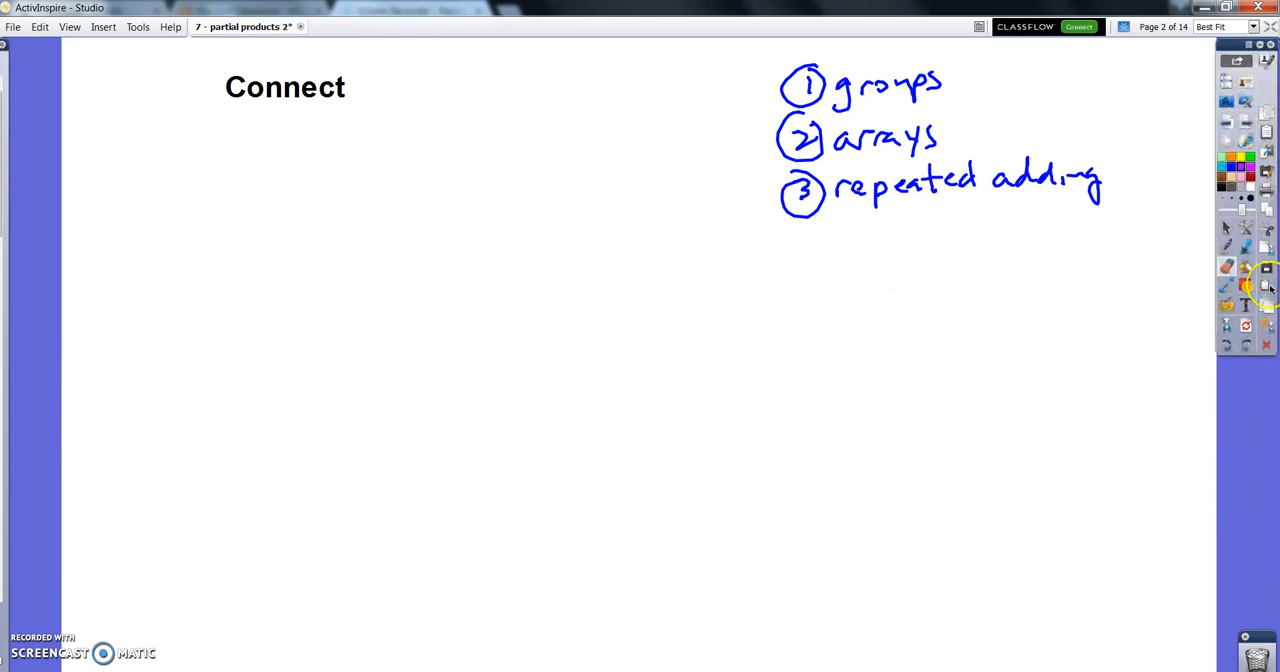 ActivInspire - Studio
File Edit View Insert Tools Help 7 - partial products 2* CLASSFLOW Connect Page 2 of 14 Best Fit
Connect
1 groups
2 arrays
3 repeated adding
RECORDED WITH
SCREENCAST MATIC